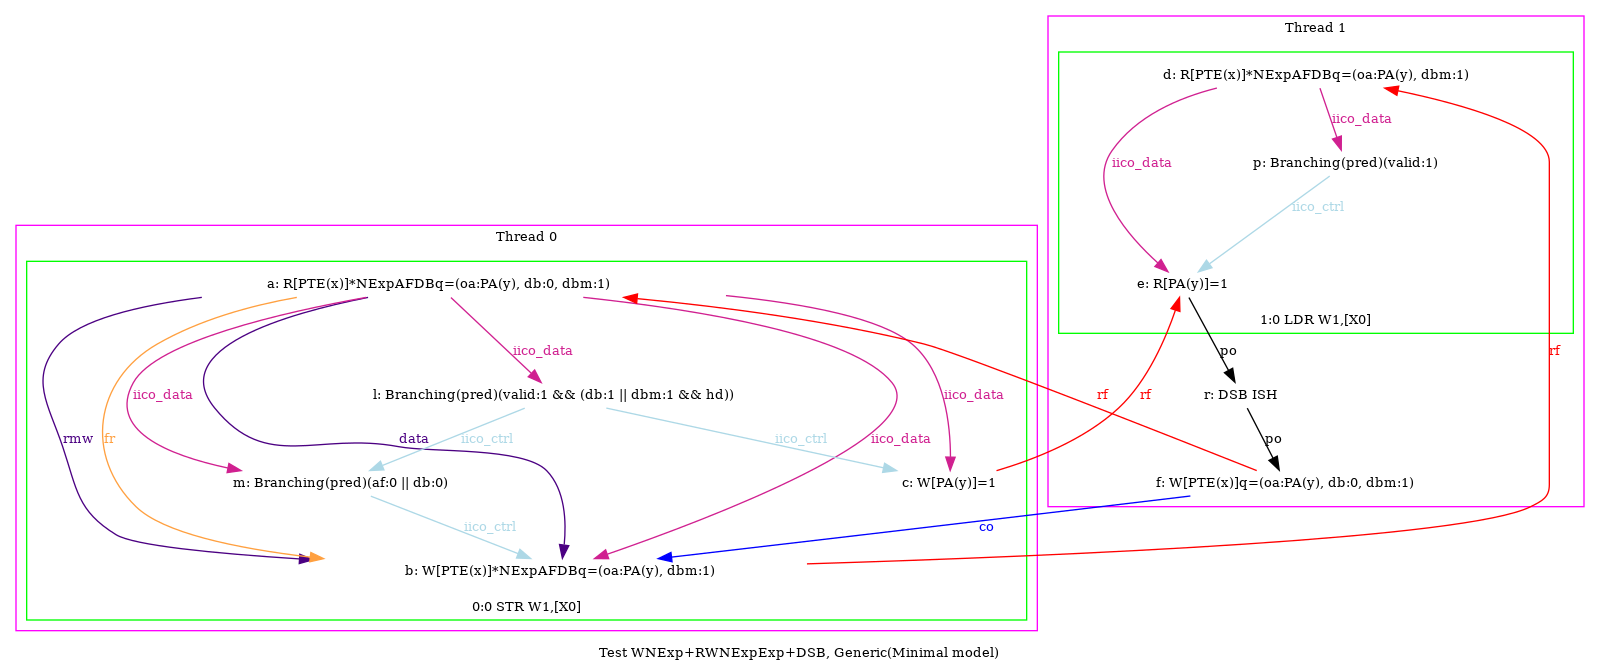 Thread 1
d: R[PTE(x)]*NExpAFDBq=(oa:PA(y), dbm:1)
iico_data
iico_data
p: Branching(pred)(valid:1)
iico_ctrl
e: R[PA(y)]=1
1:0 LDR W1,[X0]
po
rf
r: DSB ISH
po
f: W[PTE(x)]q=(oa:PA(y), db:0, dbm:1)
Thread 0
a: R[PTE(x)]*NExpAFDBq=(oa:PA(y), db:0, dbm:1)
iico_data
l: Branching(pred)(valid:1 && (db:1 || dbm:1 && hd))
iico_data
iico_data
rf
rf
rmw
fr
data
iico_ctrl
iico_data
iico_ctrl
m: Branching(pred)(af:0 || db:0)
c: W[PA(y)]=1
iico_ctrl
co
b: W[PTE(x)]*NExpAFDBq=(oa:PA(y), dbm:1)
0:0 STR W1,[X0]
Test WNExp+RWNExpExp+DSB, Generic(Minimal model)